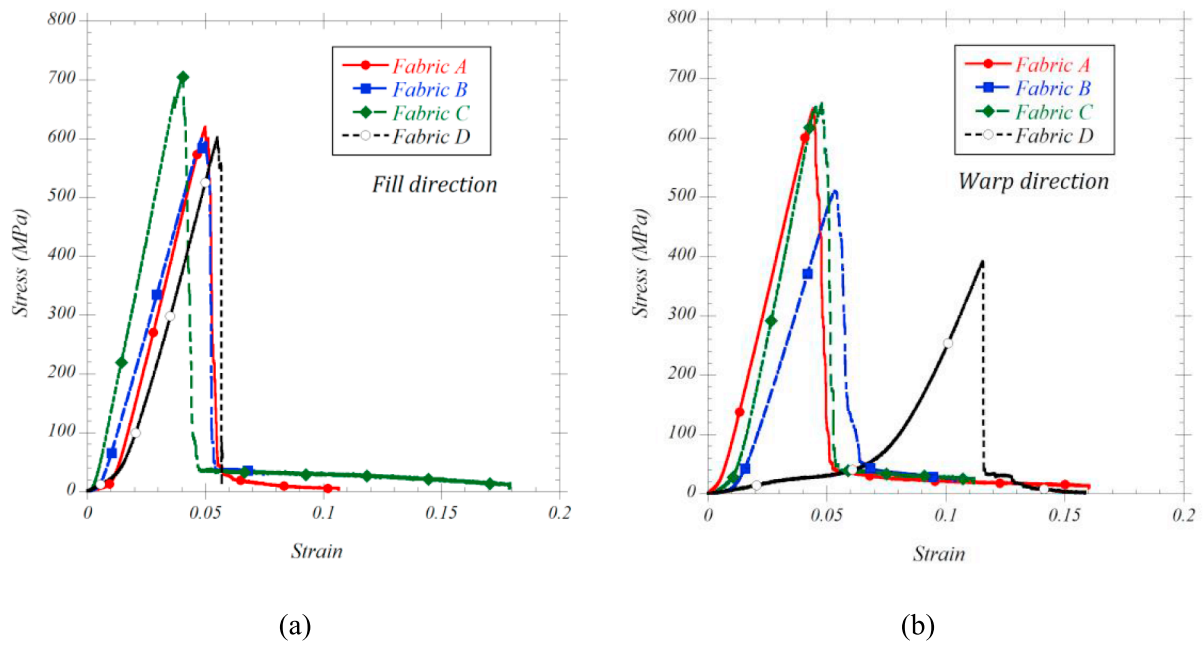 800
700
600
500
400
300
200
100
0
Stress (MPa)
Fabric A
Fabric B
Fabric C
Fabric D
Fill direction
0 0.05 0.1 0.15 0.2
Strain
(a)
800
700
600
500
400
300
200
100
0
Stress (MPa)
Fabric A
Fabric B
Fabric C
Fabric D
Warp direction
0 0.05 0.1 0.15 0.2
Strain
(b)